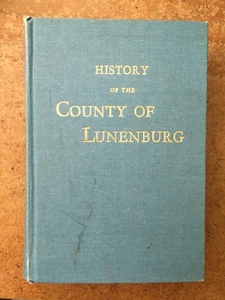 HISTORY
OF THE
COUNTY OF
LUNENBURG